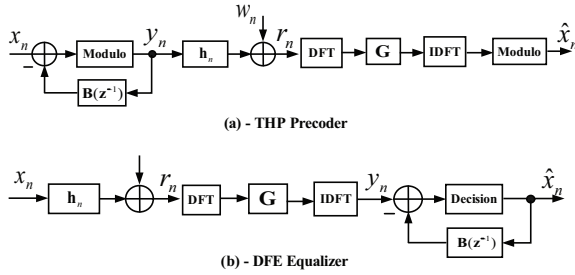 x_n − Modulo y_n h_n w_n r_n DFT G IDFT Modulo x̂_n
B(z⁻¹)
(a) - THP Precoder
x_n h_n r_n DFT G IDFT y_n − Decision x̂_n
B(z⁻¹)
(b) - DFE Equalizer